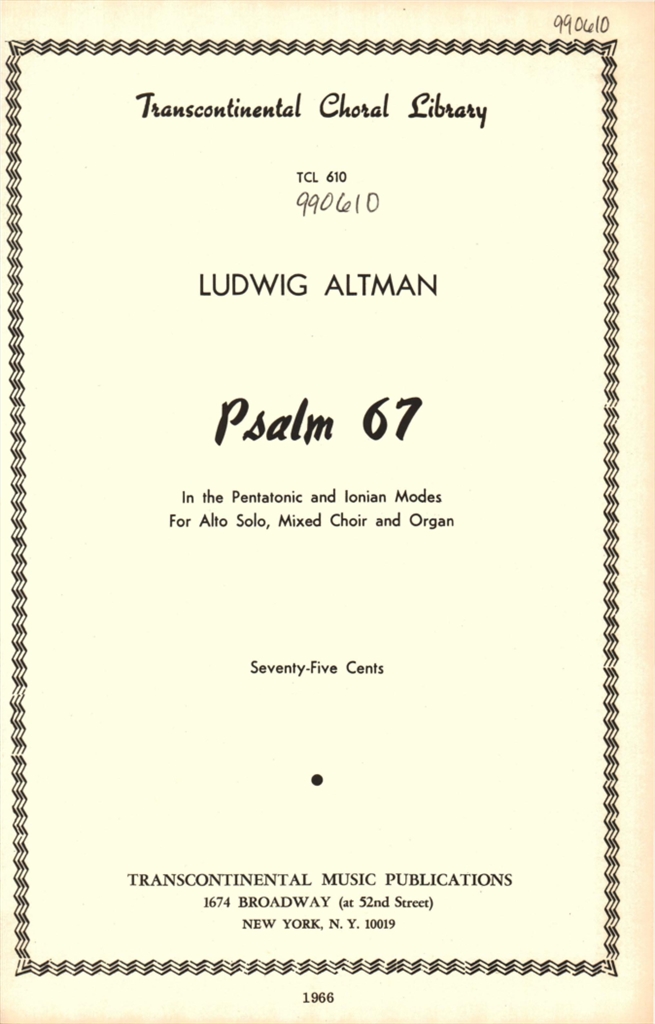 990610
Transcontinental Choral Library
TCL 610
990610
LUDWIG ALTMAN
Psalm 67
In the Pentatonic and Ionian Modes
For Alto Solo, Mixed Choir and Organ
Seventy-Five Cents
TRANSCONTINENTAL MUSIC PUBLICATIONS
1674 BROADWAY (at 52nd Street)
NEW YORK, N. Y. 10019
1966